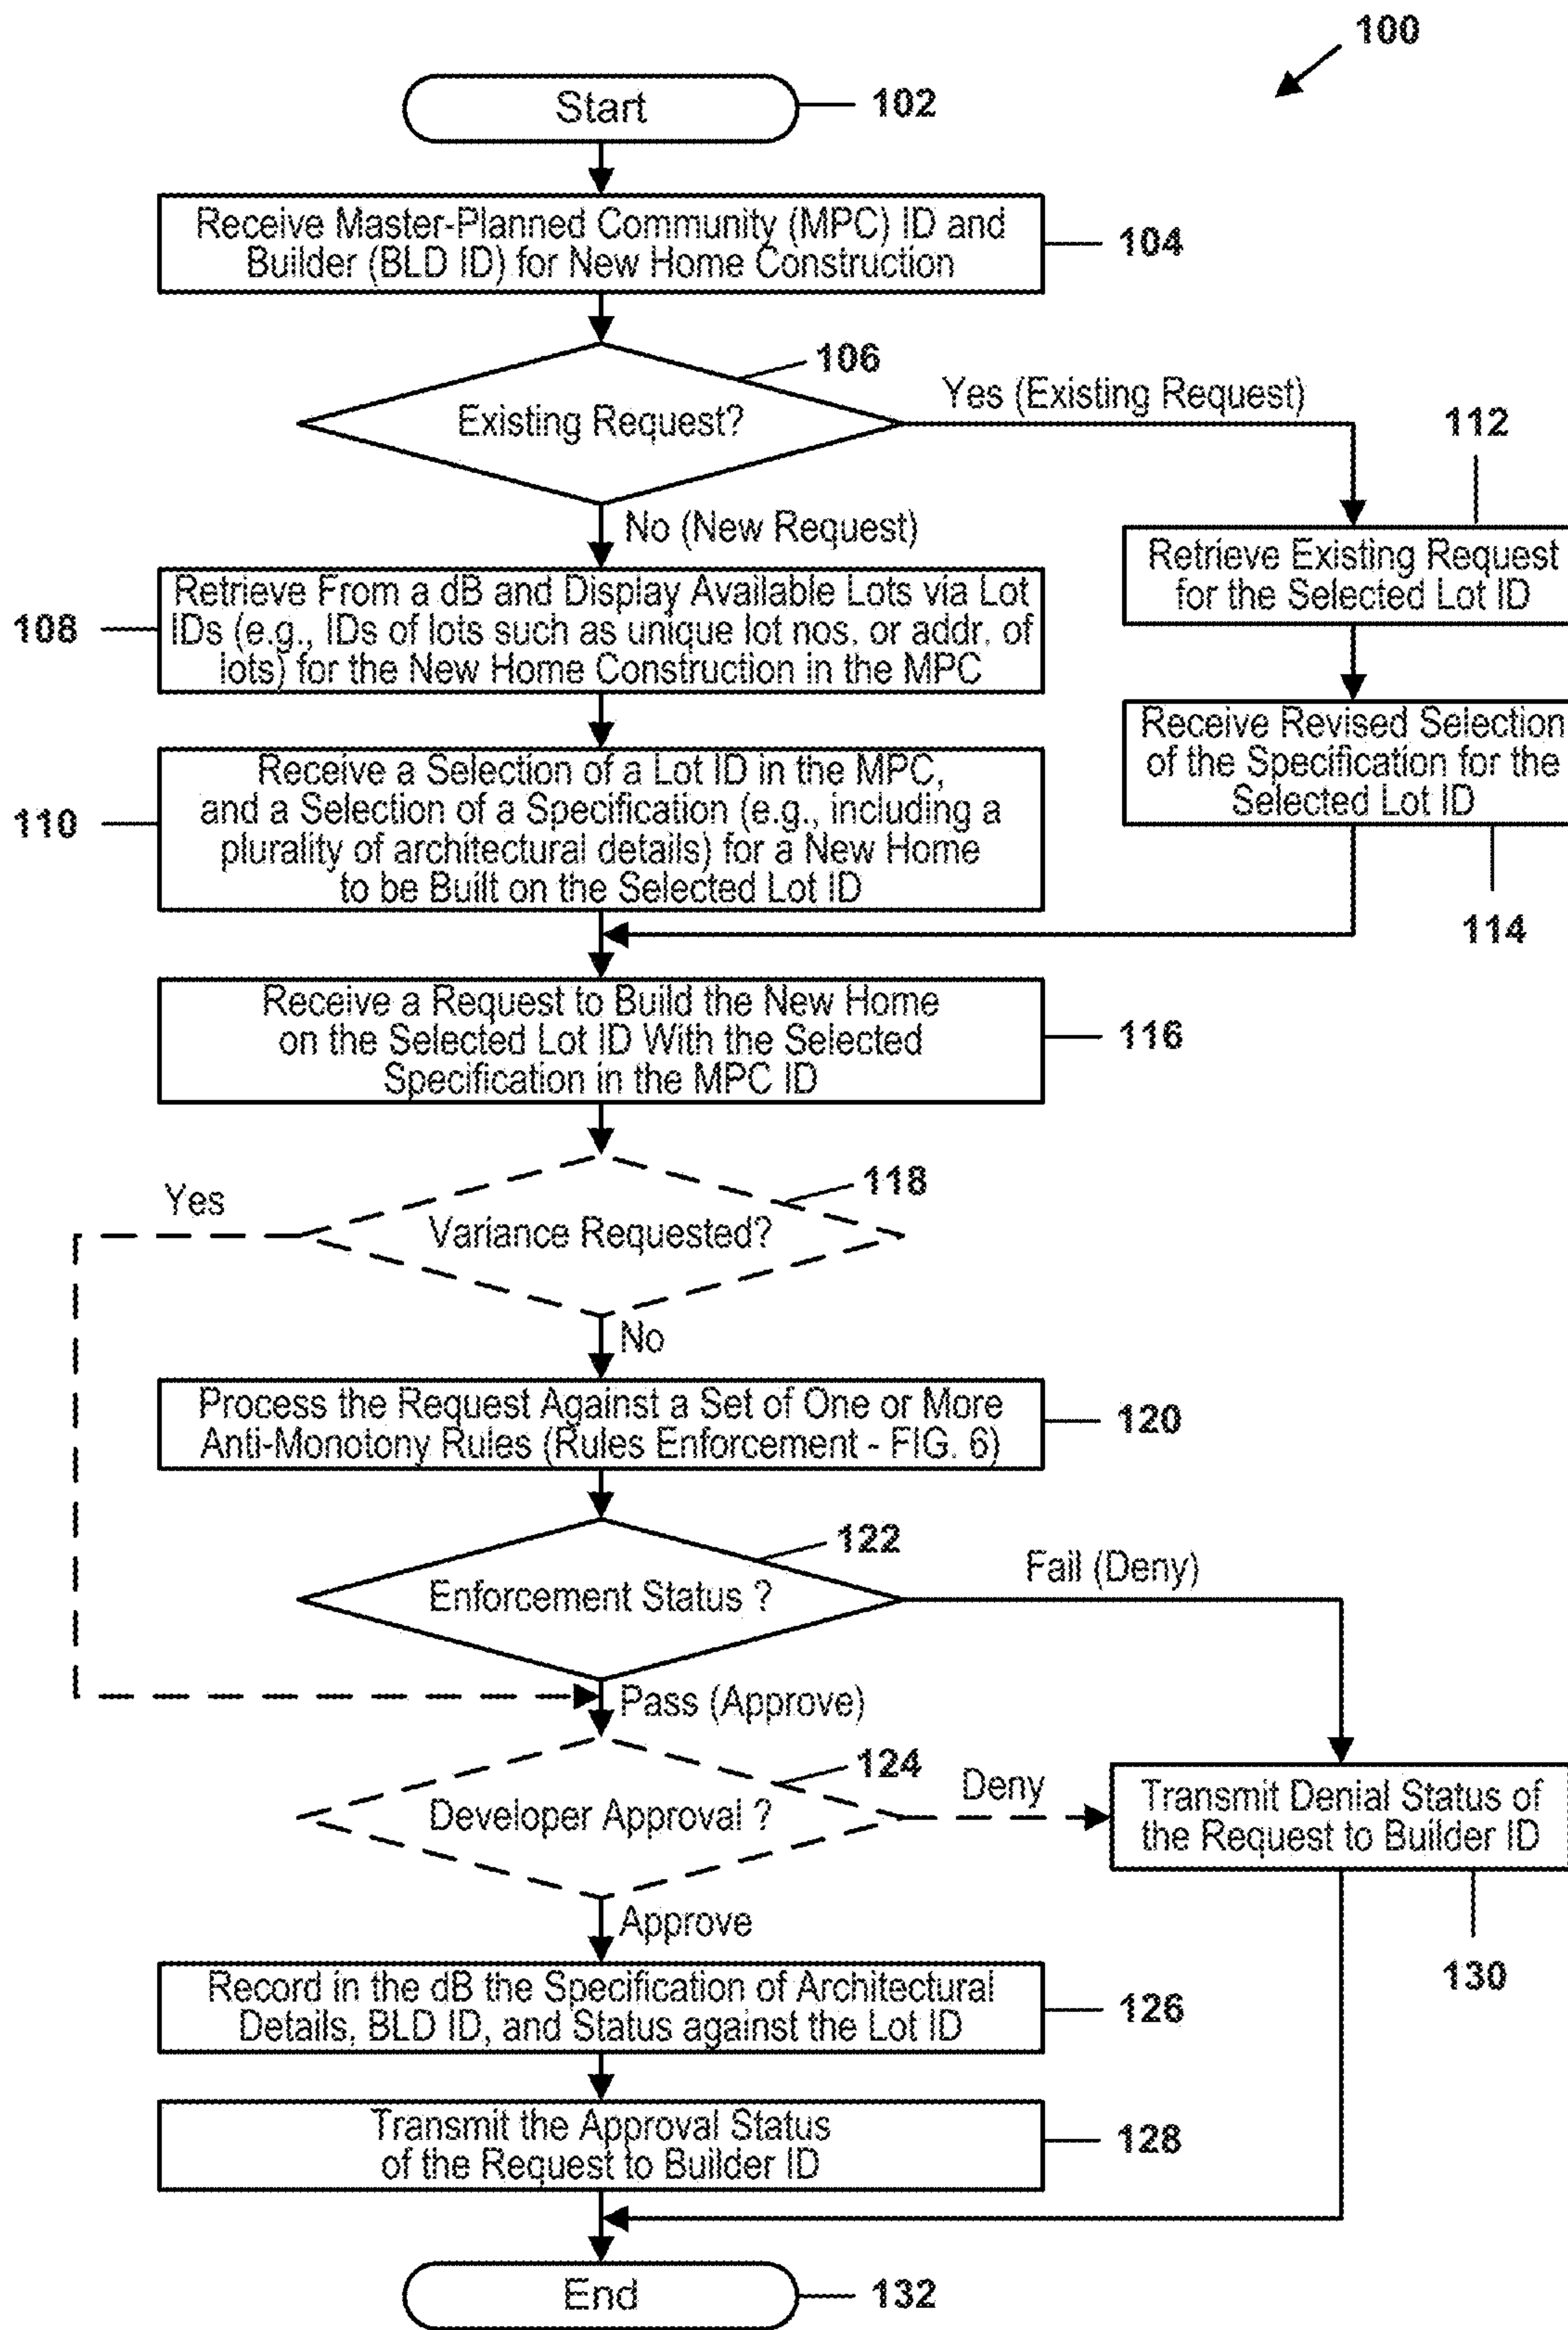 100
Start
102
Receive Master-Planned Community (MPC) ID and
Builder (BLD ID) for New Home Construction
104
106
Existing Request?
Yes (Existing Request)
No (New Request)
112
Retrieve Existing Request
for the Selected Lot ID
108
Retrieve From a dB and Display Available Lots via Lot
IDs (e.g., IDs of lots such as unique lot nos. or addr. of
lots) for the New Home Construction in the MPC
Receive Revised Selection
of the Specification for the
Selected Lot ID
114
110
Receive a Selection of a Lot ID in the MPC,
and a Selection of a Specification (e.g., including a
plurality of architectural details) for a New Home
to be Built on the Selected Lot ID
Receive a Request to Build the New Home
on the Selected Lot ID With the Selected
Specification in the MPC ID
116
118
Yes
Variance Requested?
No
Process the Request Against a Set of One or More
Anti-Monotony Rules (Rules Enforcement - FIG. 6)
120
122
Enforcement Status ?
Fail (Deny)
Pass (Approve)
124
Developer Approval ?
Deny
Transmit Denial Status of
the Request to Builder ID
130
Approve
Record in the dB the Specification of Architectural
Details, BLD ID, and Status against the Lot ID
126
Transmit the Approval Status
of the Request to Builder ID
128
End
132